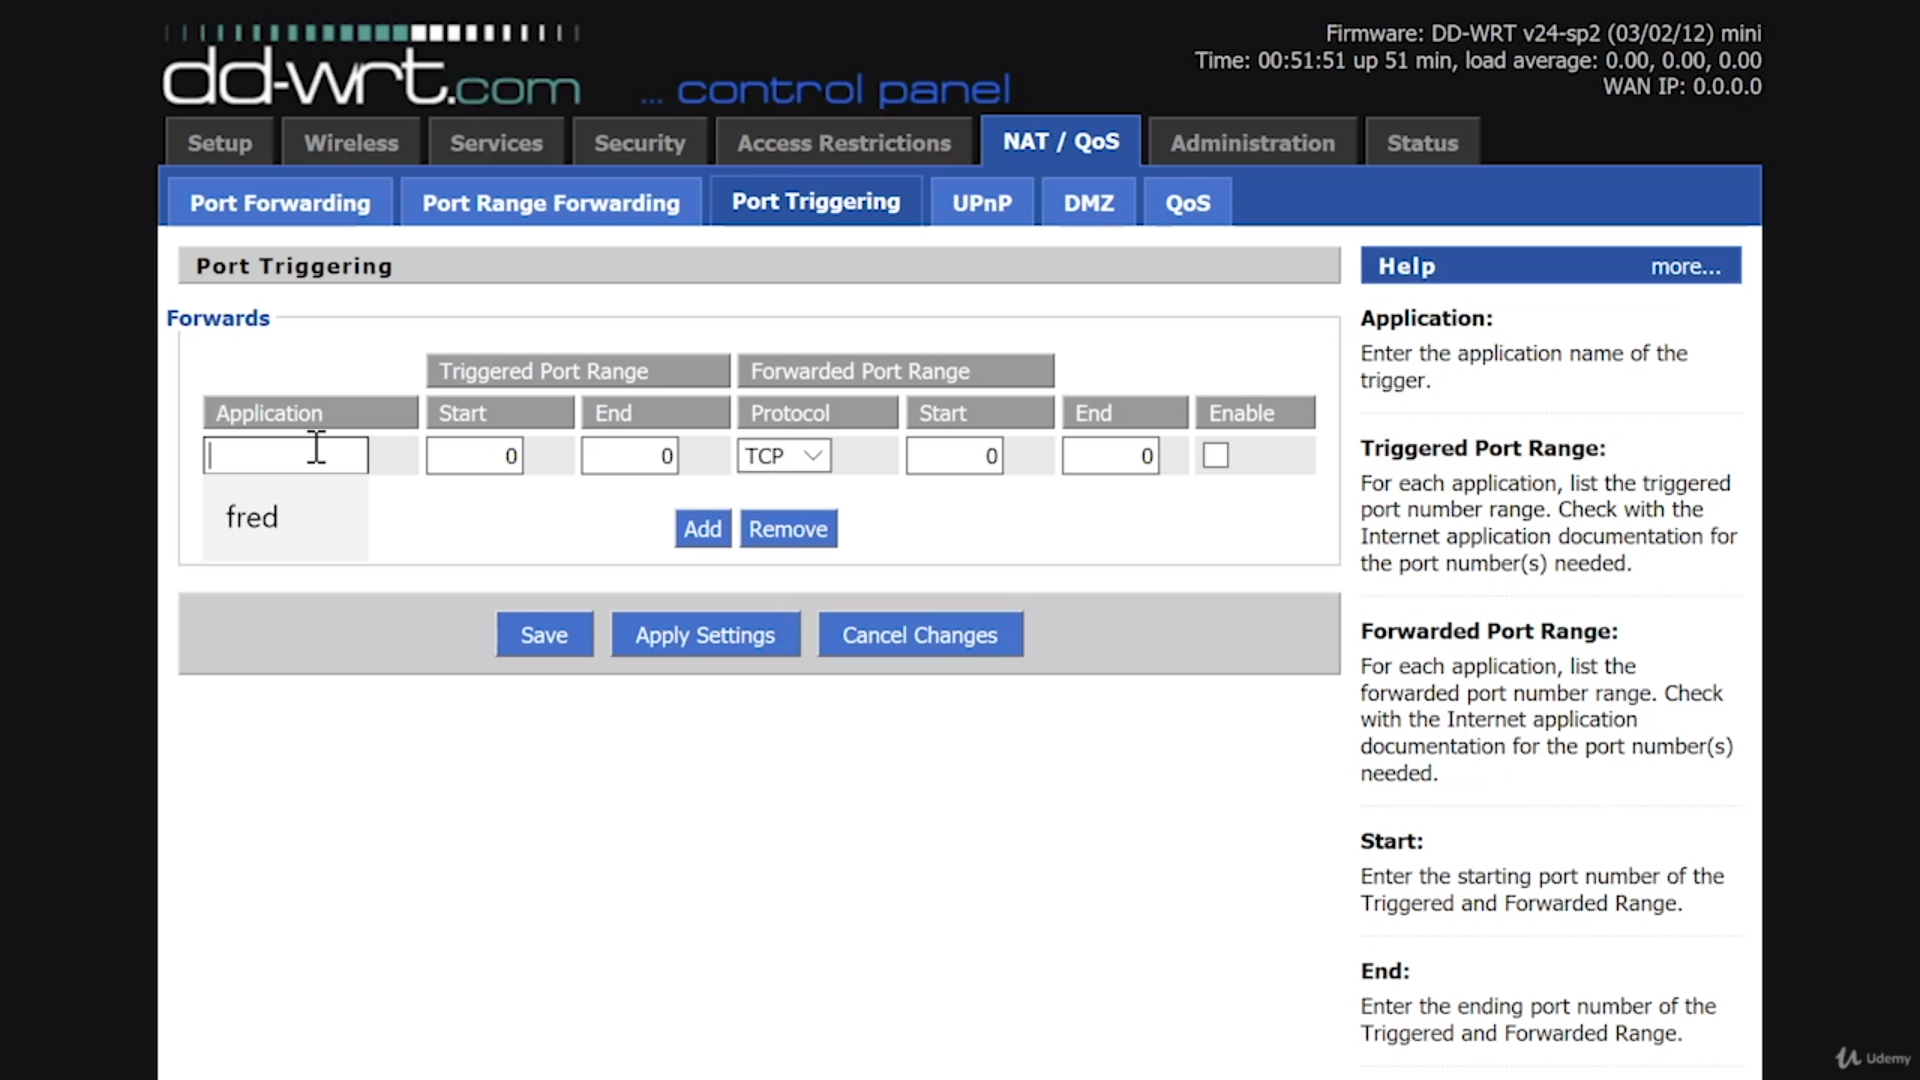 dd-wrt.com ... control panel
Firmware: DD-WRT v24-sp2 (03/02/12) mini
Time: 00:51:51 up 51 min, load average: 0.00, 0.00, 0.00
WAN IP: 0.0.0.0
Setup Wireless Services Security Access Restrictions NAT / QoS Administration Status
Port Forwarding Port Range Forwarding Port Triggering UPnP DMZ QoS
Port Triggering
Forwards
Triggered Port Range Forwarded Port Range
Application Start End Protocol Start End Enable
0 0 TCP 0 0
fred
Add Remove
Save Apply Settings Cancel Changes
Help more...
Application:
Enter the application name of the
trigger.
Triggered Port Range:
For each application, list the triggered
port number range. Check with the
Internet application documentation for
the port number(s) needed.
Forwarded Port Range:
For each application, list the
forwarded port number range. Check
with the Internet application
documentation for the port number(s)
needed.
Start:
Enter the starting port number of the
Triggered and Forwarded Range.
End:
Enter the ending port number of the
Triggered and Forwarded Range.
Udemy